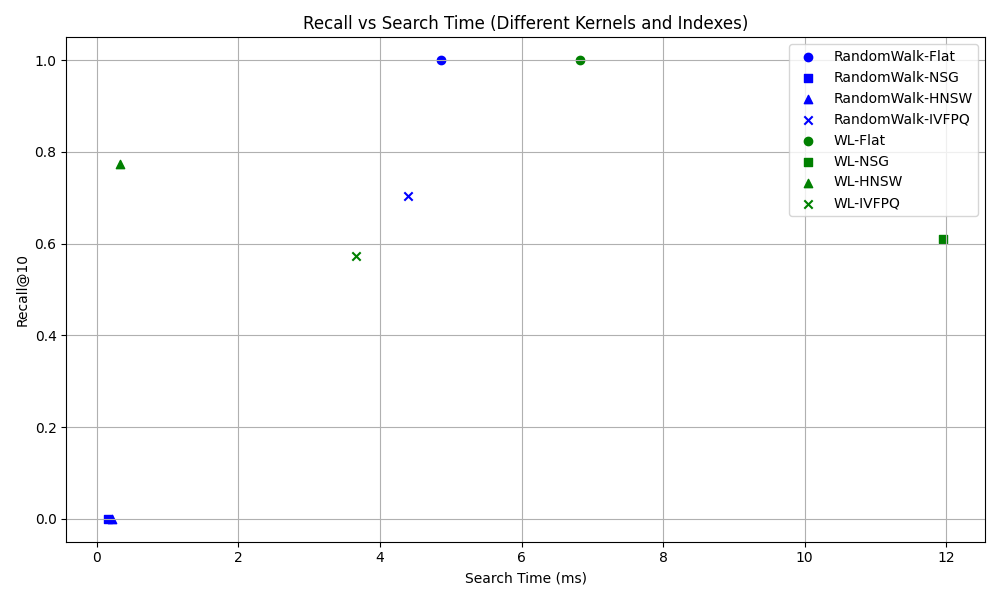 Recall vs Search Time (Different Kernels and Indexes)
RandomWalk-Flat
RandomWalk-NSG
RandomWalk-HNSW
RandomWalk-IVFPQ
WL-Flat
WL-NSG
WL-HNSW
WL-IVFPQ
Recall@10
1.0
0.8
0.6
0.4
0.2
0.0
0 2 4 6 8 10 12
Search Time (ms)